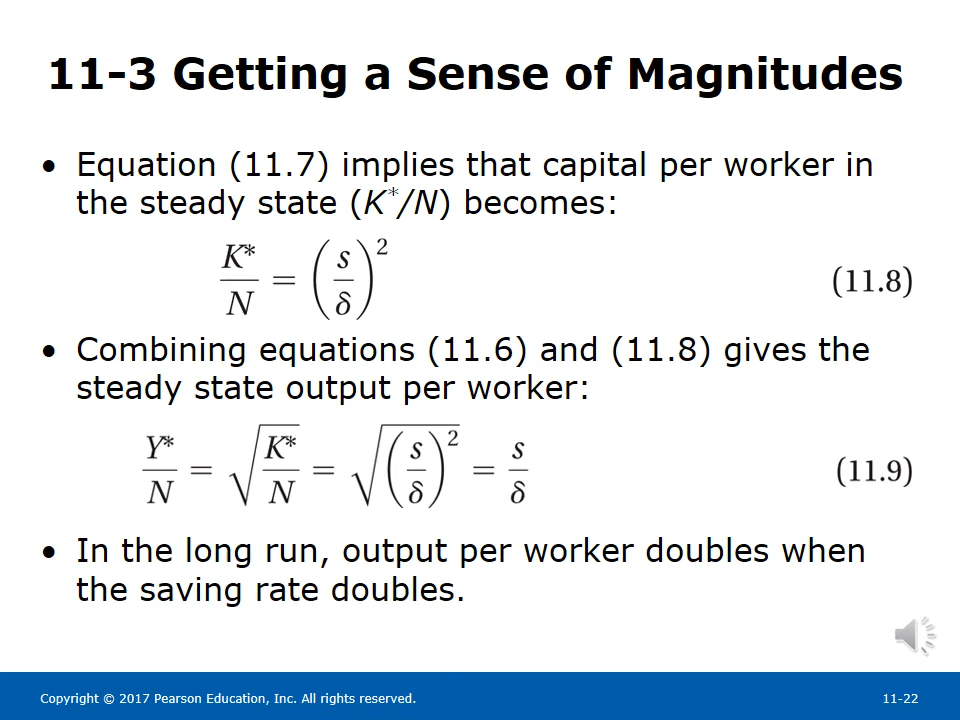 11-3 Getting a Sense of Magnitudes
• Equation (11.7) implies that capital per worker in
the steady state (K*/N) becomes:
K*/N = (s/δ)² (11.8)
• Combining equations (11.6) and (11.8) gives the
steady state output per worker:
Y*/N = √(K*/N) = √((s/δ)²) = s/δ (11.9)
• In the long run, output per worker doubles when
the saving rate doubles.
Copyright © 2017 Pearson Education, Inc. All rights reserved. 11-22